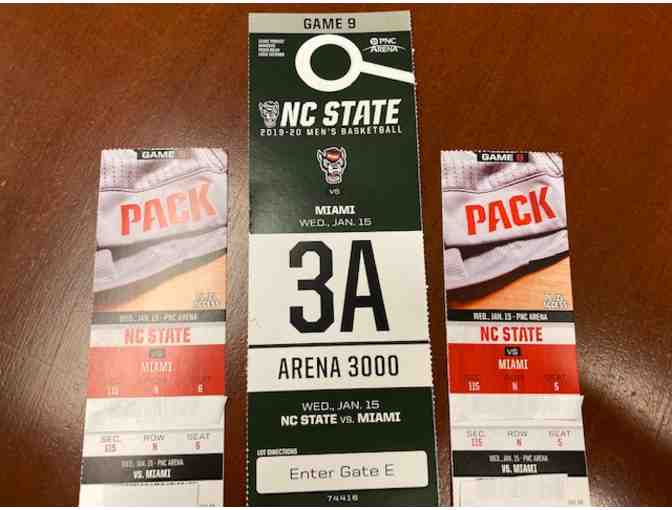 GAME 9
PACK
WED., JAN. 15 - PNC ARENA
NC STATE
VS
MIAMI
115 N 6
SEC. ROW SEAT
115 N 6
WED., JAN. 15 - PNC ARENA
VS. MIAMI
GAME 9
PNC
ARENA
NC STATE
2019-20 MEN'S BASKETBALL
VS
MIAMI
WED., JAN. 15
3A
ARENA 3000
WED., JAN. 15
NC STATE VS. MIAMI
LOT DIRECTIONS
Enter Gate E
74416
GAME 9
PACK
WED., JAN. 15 - PNC ARENA
NC STATE
VS
MIAMI
SEC. ROW SEAT
115 N 5
SEC. ROW SEAT
115 N 5
WED., JAN. 15 - PNC ARENA
VS. MIAMI